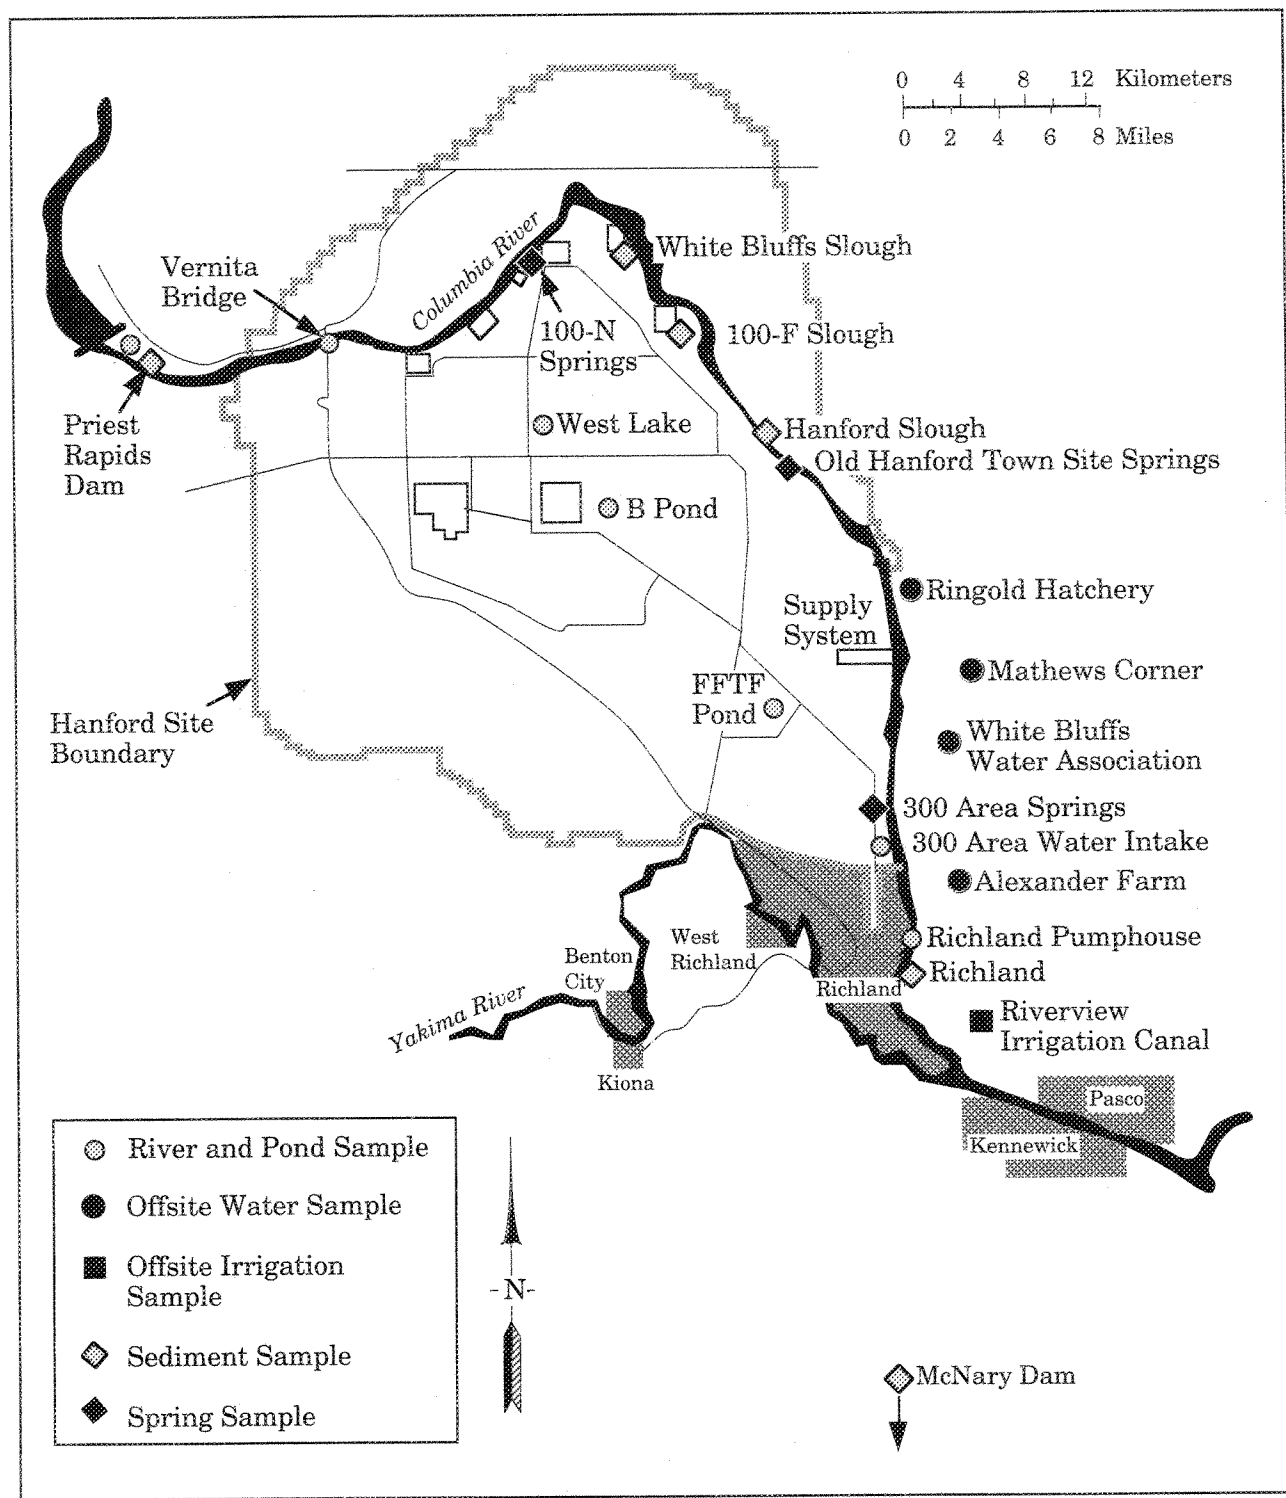 0 4 8 12 Kilometers
0 2 4 6 8 Miles
Columbia River
White Bluffs Slough
Vernita
Bridge
100-N
Springs
100-F Slough
Priest
Rapids
Dam
West Lake
Hanford Slough
Old Hanford Town Site Springs
B Pond
Ringold Hatchery
Supply
System
Mathews Corner
FFTF
Pond
Hanford Site
Boundary
White Bluffs
Water Association
300 Area Springs
300 Area Water Intake
Alexander Farm
West
Richland
Richland Pumphouse
Benton
City
Richland
Richland
Yakima River
Riverview
Irrigation Canal
Kiona
Pasco
Kennewick
River and Pond Sample
Offsite Water Sample
Offsite Irrigation
Sample
Sediment Sample
Spring Sample
-N-
McNary Dam